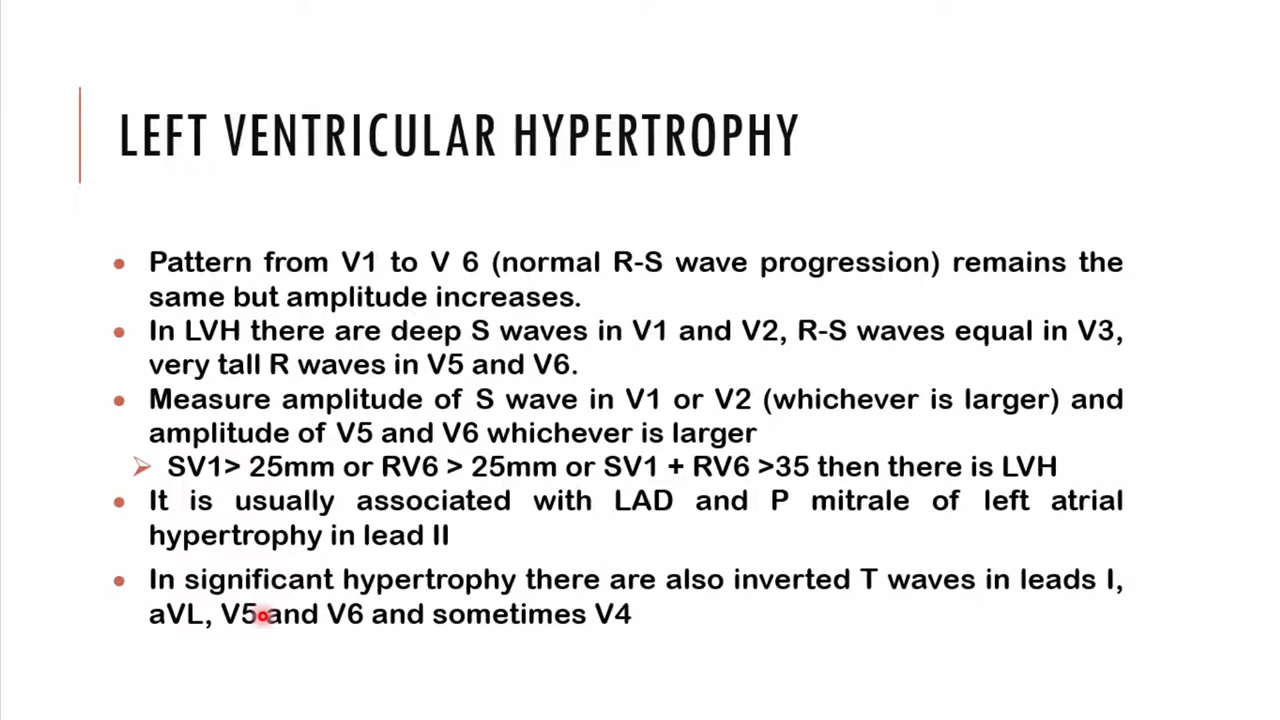 LEFT VENTRICULAR HYPERTROPHY
• Pattern from V1 to V 6 (normal R-S wave progression) remains the
same but amplitude increases.
• In LVH there are deep S waves in V1 and V2, R-S waves equal in V3,
very tall R waves in V5 and V6.
• Measure amplitude of S wave in V1 or V2 (whichever is larger) and
amplitude of V5 and V6 whichever is larger
➢ SV1> 25mm or RV6 > 25mm or SV1 + RV6 >35 then there is LVH
• It is usually associated with LAD and P mitrale of left atrial
hypertrophy in lead II
• In significant hypertrophy there are also inverted T waves in leads I,
aVL, V5 and V6 and sometimes V4